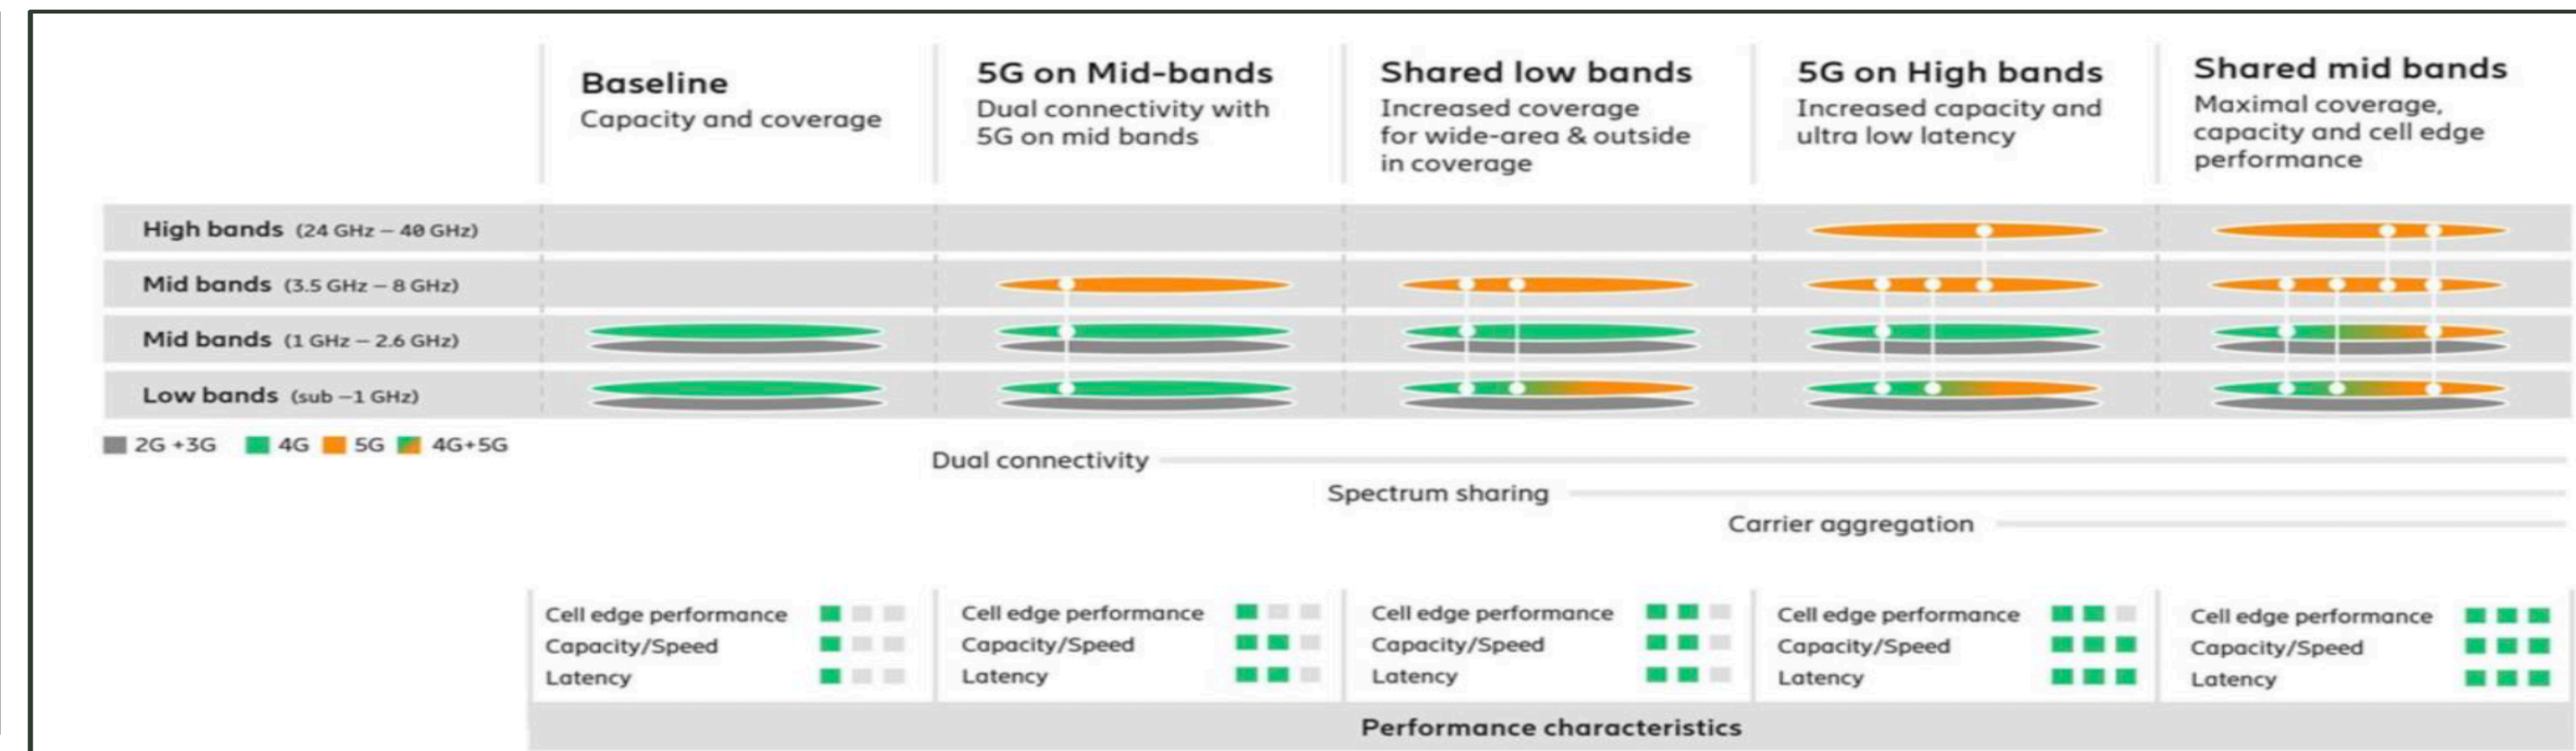 Baseline
Capacity and coverage
5G on Mid-bands
Dual connectivity with
5G on mid bands
Shared low bands
Increased coverage
for wide-area & outside
in coverage
5G on High bands
Increased capacity and
ultra low latency
Shared mid bands
Maximal coverage,
capacity and cell edge
performance
High bands (24 GHz – 40 GHz)
Mid bands (3.5 GHz – 8 GHz)
Mid bands (1 GHz – 2.6 GHz)
Low bands (sub –1 GHz)
2G +3G 4G 5G 4G+5G
Dual connectivity
Spectrum sharing
Carrier aggregation
Cell edge performance
Capacity/Speed
Latency
Cell edge performance
Capacity/Speed
Latency
Cell edge performance
Capacity/Speed
Latency
Cell edge performance
Capacity/Speed
Latency
Cell edge performance
Capacity/Speed
Latency
Performance characteristics